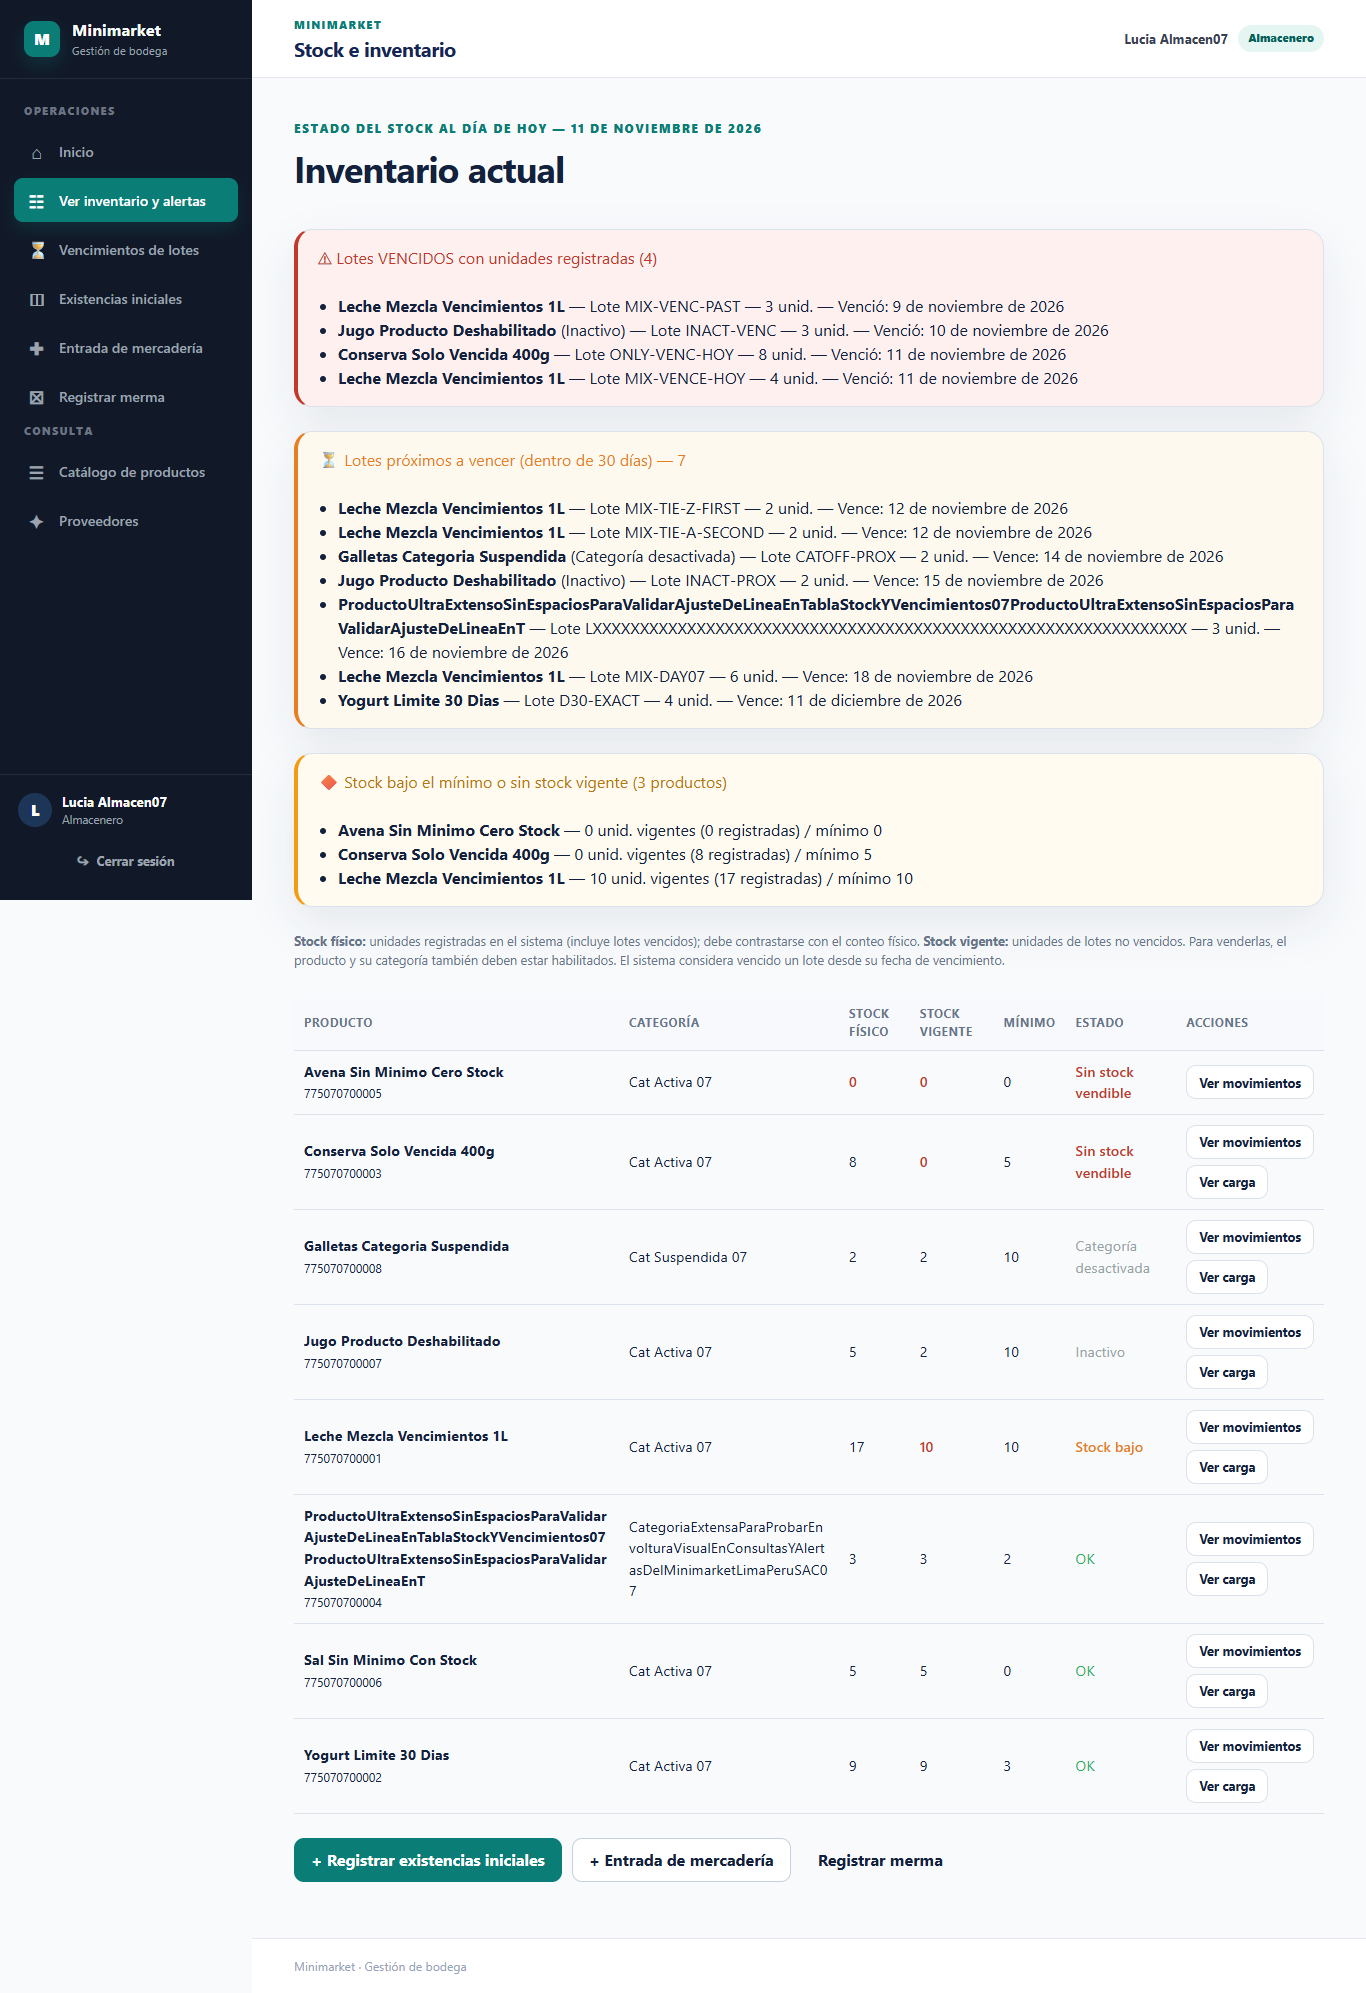 M
Minimarket
Gestión de bodega
OPERACIONES
Inicio
Ver inventario y alertas
Vencimientos de lotes
Existencias iniciales
Entrada de mercadería
Registrar merma
CONSULTA
Catálogo de productos
Proveedores
L
Lucia Almacen07
Almacenero
Cerrar sesión
MINIMARKET
Stock e inventario
Lucia Almacen07
Almacenero
ESTADO DEL STOCK AL DÍA DE HOY — 11 DE NOVIEMBRE DE 2026
Inventario actual
⚠ Lotes VENCIDOS con unidades registradas (4)
• Leche Mezcla Vencimientos 1L — Lote MIX-VENC-PAST — 3 unid. — Venció: 9 de noviembre de 2026
• Jugo Producto Deshabilitado (Inactivo) — Lote INACT-VENC — 3 unid. — Venció: 10 de noviembre de 2026
• Conserva Solo Vencida 400g — Lote ONLY-VENC-HOY — 8 unid. — Venció: 11 de noviembre de 2026
• Leche Mezcla Vencimientos 1L — Lote MIX-VENCE-HOY — 4 unid. — Venció: 11 de noviembre de 2026
⏳ Lotes próximos a vencer (dentro de 30 días) — 7
• Leche Mezcla Vencimientos 1L — Lote MIX-TIE-Z-FIRST — 2 unid. — Vence: 12 de noviembre de 2026
• Leche Mezcla Vencimientos 1L — Lote MIX-TIE-A-SECOND — 2 unid. — Vence: 12 de noviembre de 2026
• Galletas Categoria Suspendida (Categoría desactivada) — Lote CATOFF-PROX — 2 unid. — Vence: 14 de noviembre de 2026
• Jugo Producto Deshabilitado (Inactivo) — Lote INACT-PROX — 2 unid. — Vence: 15 de noviembre de 2026
• ProductoUltraExtensoSinEspaciosParaValidarAjusteDeLineaEnTablaStockYVencimientos07ProductoUltraExtensoSinEspaciosPara
ValidarAjusteDeLineaEnT — Lote LXXXXXXXXXXXXXXXXXXXXXXXXXXXXXXXXXXXXXXXXXXXXXXXXXXXXXXXXXXXXXXX — 3 unid. —
Vence: 16 de noviembre de 2026
• Leche Mezcla Vencimientos 1L — Lote MIX-DAY07 — 6 unid. — Vence: 18 de noviembre de 2026
• Yogurt Limite 30 Dias — Lote D30-EXACT — 4 unid. — Vence: 11 de diciembre de 2026
Stock bajo el mínimo o sin stock vigente (3 productos)
• Avena Sin Minimo Cero Stock — 0 unid. vigentes (0 registradas) / mínimo 0
• Conserva Solo Vencida 400g — 0 unid. vigentes (8 registradas) / mínimo 5
• Leche Mezcla Vencimientos 1L — 10 unid. vigentes (17 registradas) / mínimo 10
Stock físico: unidades registradas en el sistema (incluye lotes vencidos); debe contrastarse con el conteo físico. Stock vigente: unidades de lotes no vencidos. Para venderlas, el
producto y su categoría también deben estar habilitados. El sistema considera vencido un lote desde su fecha de vencimiento.
PRODUCTO CATEGORÍA STOCK FÍSICO STOCK VIGENTE MÍNIMO ESTADO ACCIONES
Avena Sin Minimo Cero Stock
775070700005
Cat Activa 07 0 0 0
Sin stock
vendible
Ver movimientos
Conserva Solo Vencida 400g
775070700003
Cat Activa 07 8 0 5
Sin stock
vendible
Ver movimientos
Ver carga
Galletas Categoria Suspendida
775070700008
Cat Suspendida 07 2 2 10
Categoría
desactivada
Ver movimientos
Ver carga
Jugo Producto Deshabilitado
775070700007
Cat Activa 07 5 2 10 Inactivo
Ver movimientos
Ver carga
Leche Mezcla Vencimientos 1L
775070700001
Cat Activa 07 17 10 10 Stock bajo
Ver movimientos
Ver carga
ProductoUltraExtensoSinEspaciosParaValidar
AjusteDeLineaEnTablaStockYVencimientos07
ProductoUltraExtensoSinEspaciosParaValidar
AjusteDeLineaEnT
775070700004
CategoriaExtensaParaProbarEn
volturaVisualEnConsultasYAlert
asDelMinimarketLimaPeruSAC0
7
3 3 2 OK
Ver movimientos
Ver carga
Sal Sin Minimo Con Stock
775070700006
Cat Activa 07 5 5 0 OK
Ver movimientos
Ver carga
Yogurt Limite 30 Dias
775070700002
Cat Activa 07 9 9 3 OK
Ver movimientos
Ver carga
+ Registrar existencias iniciales
+ Entrada de mercadería
Registrar merma
Minimarket · Gestión de bodega